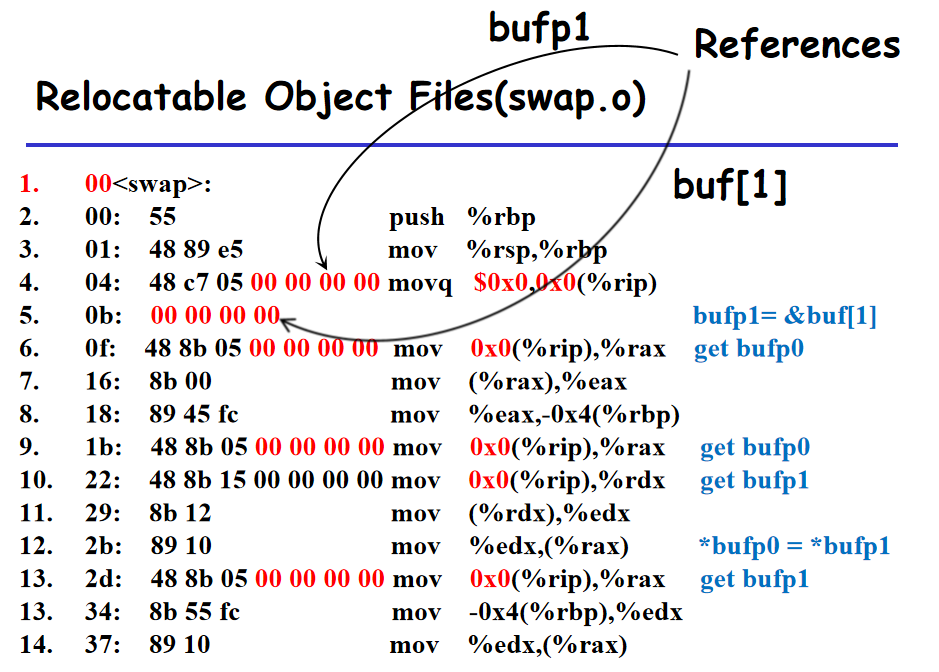 bufp1
References
Relocatable Object Files(swap.o)
buf[1]
1. 00<swap>:
2. 00: 55 push %rbp
3. 01: 48 89 e5 mov %rsp,%rbp
4. 04: 48 c7 05 00 00 00 00 movq $0x0,0x0(%rip)
5. 0b: 00 00 00 00 bufp1= &buf[1]
6. 0f: 48 8b 05 00 00 00 00 mov 0x0(%rip),%rax get bufp0
7. 16: 8b 00 mov (%rax),%eax
8. 18: 89 45 fc mov %eax,-0x4(%rbp)
9. 1b: 48 8b 05 00 00 00 00 mov 0x0(%rip),%rax get bufp0
10. 22: 48 8b 15 00 00 00 00 mov 0x0(%rip),%rdx get bufp1
11. 29: 8b 12 mov (%rdx),%edx
12. 2b: 89 10 mov %edx,(%rax) *bufp0 = *bufp1
13. 2d: 48 8b 05 00 00 00 00 mov 0x0(%rip),%rax get bufp1
13. 34: 8b 55 fc mov -0x4(%rbp),%edx
14. 37: 89 10 mov %edx,(%rax)